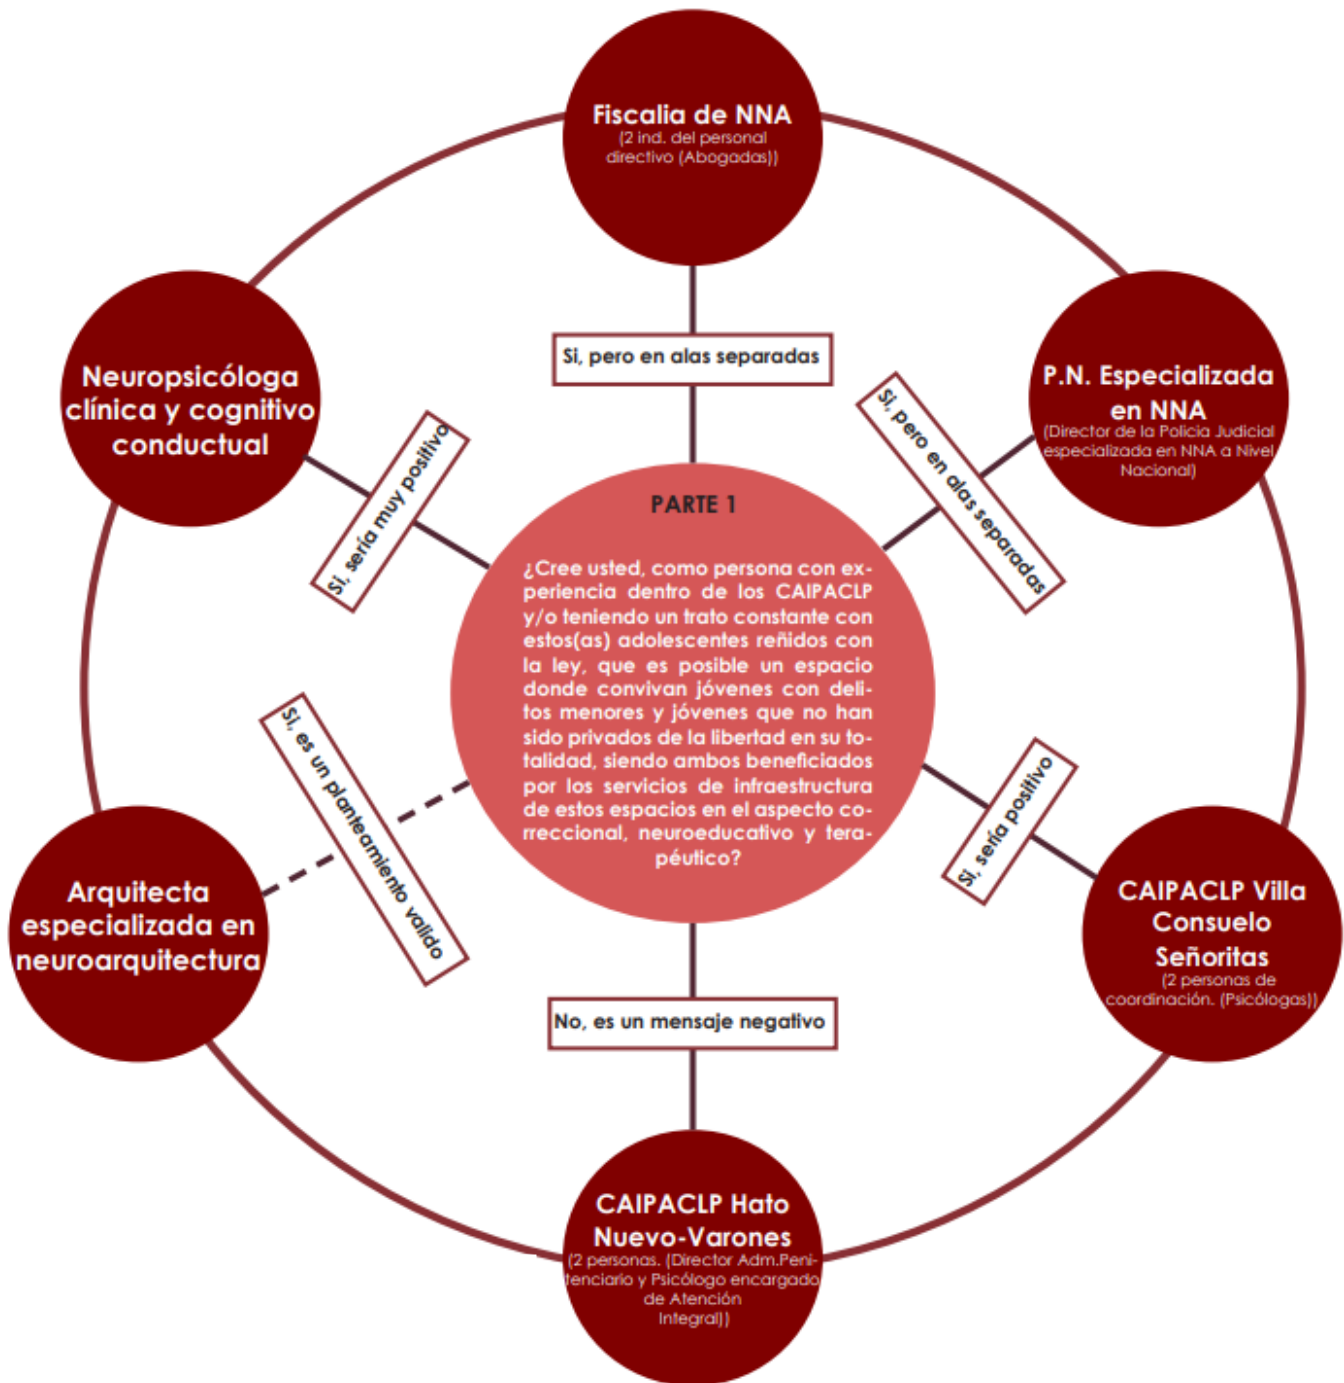 Fiscalia de NNA
(2 ind. del personal
directivo (Abogadas))
Si, pero en alas separadas
P.N. Especializada
en NNA
(Director de la Policia Judicial
especializada en NNA a Nivel
Nacional)
Si, pero en alas separadas
Neuropsicóloga
clínica y cognitivo
conductual
Si, sería muy positivo
PARTE 1
¿Cree usted, como persona con ex-
periencia dentro de los CAIPACLP
y/o teniendo un trato constante con
estos(as) adolescentes reñidos con
la ley, que es posible un espacio
donde convivan jóvenes con deli-
tos menores y jóvenes que no han
sido privados de la libertad en su to-
talidad, siendo ambos beneficiados
por los servicios de infraestructura
de estos espacios en el aspecto co-
rreccional, neuroeducativo y tera-
péutico?
Si, sería positivo
CAIPACLP Villa
Consuelo
Señoritas
(2 personas de
coordinación. (Psicólogas))
Si, es un planteamiento valido
Arquitecta
especializada en
neuroarquitectura
No, es un mensaje negativo
CAIPACLP Hato
Nuevo-Varones
(2 personas. (Director Adm.Peni-
tenciario y Psicólogo encargado
de Atención
Integral))